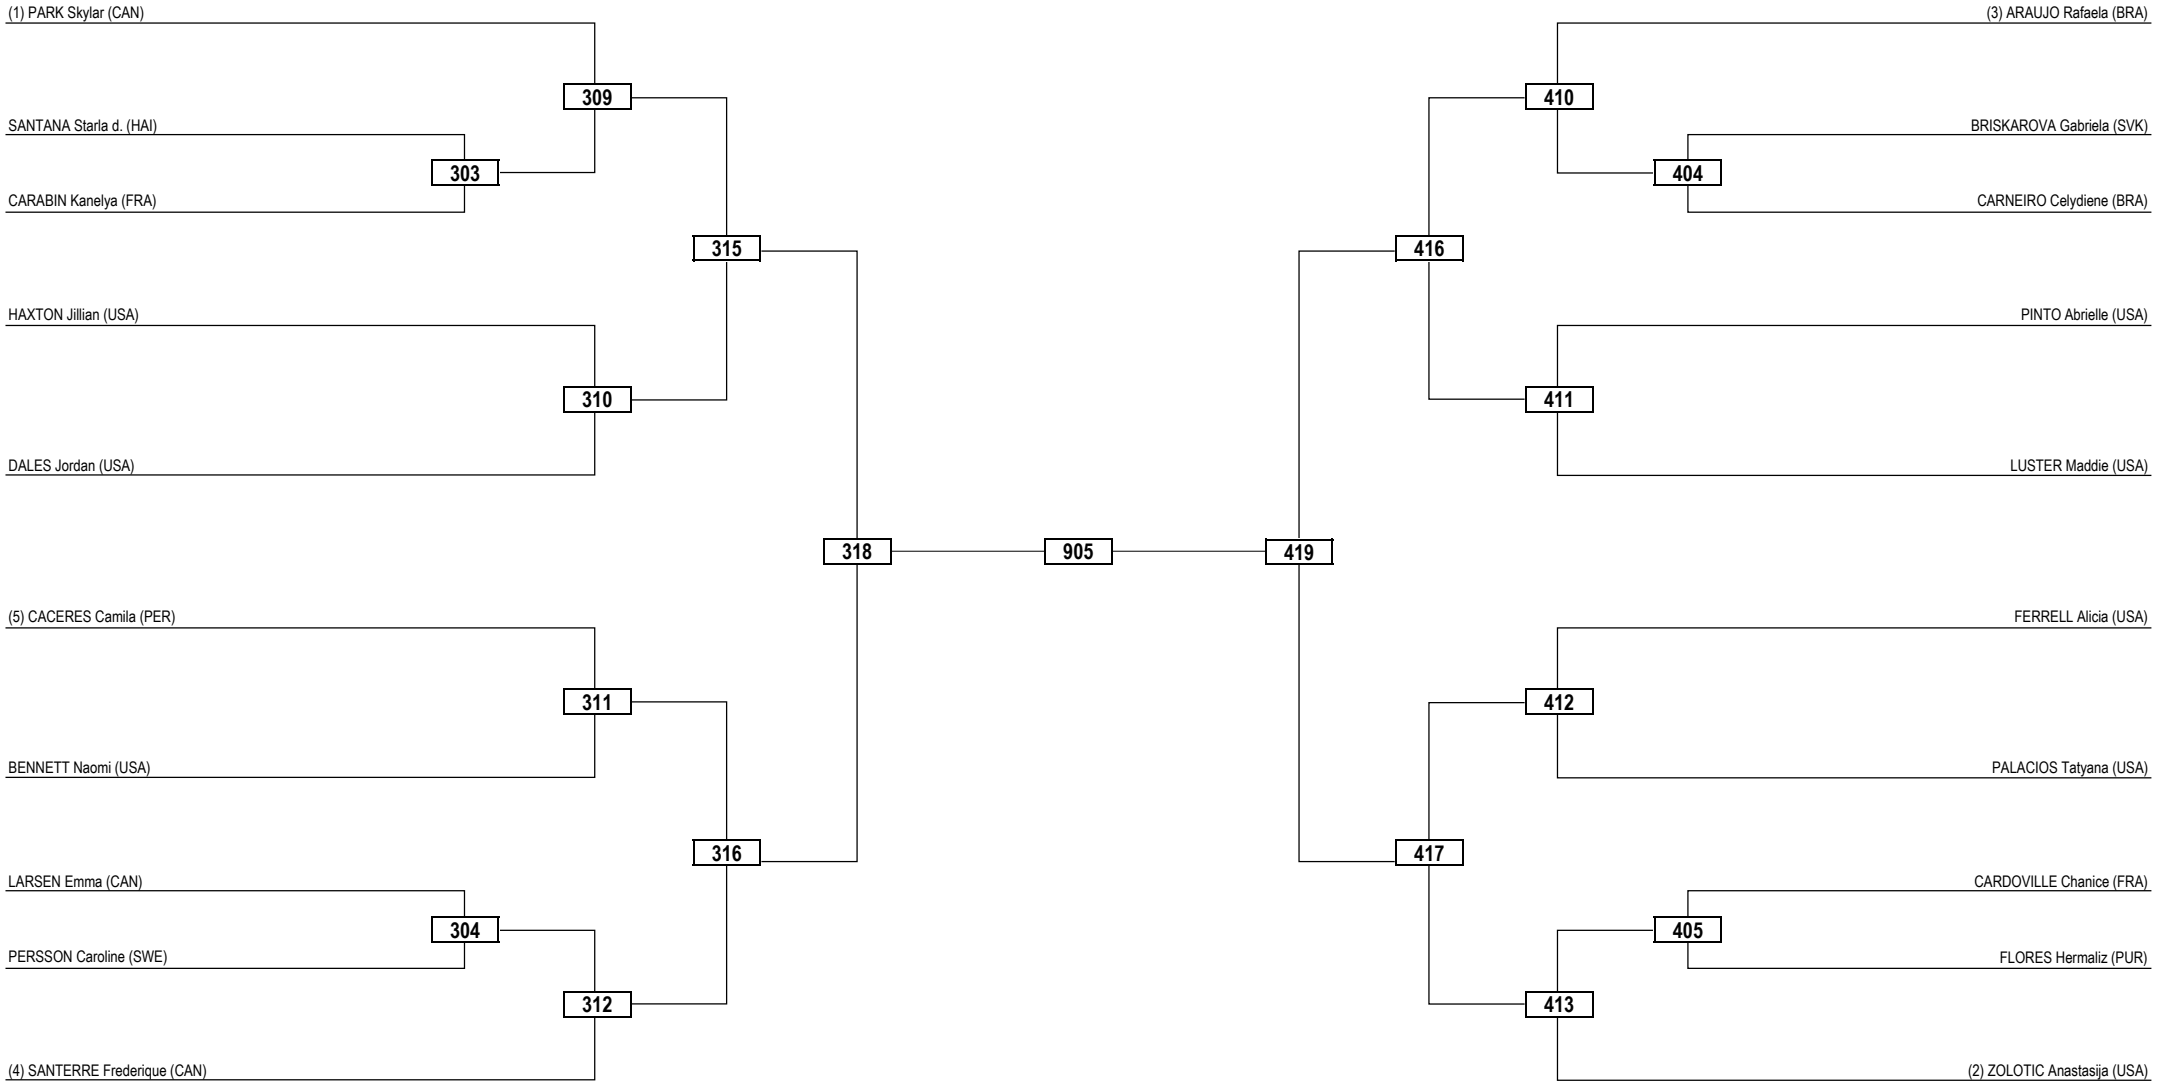 (1) PARK Skylar (CAN)
(3) ARAUJO Rafaela (BRA)
309
410
SANTANA Starla d. (HAI)
BRISKAROVA Gabriela (SVK)
303
404
CARABIN Kanelya (FRA)
CARNEIRO Celydiene (BRA)
315
416
HAXTON Jillian (USA)
PINTO Abrielle (USA)
310
411
DALES Jordan (USA)
LUSTER Maddie (USA)
318
905
419
(5) CACERES Camila (PER)
FERRELL Alicia (USA)
311
412
BENNETT Naomi (USA)
PALACIOS Tatyana (USA)
316
417
LARSEN Emma (CAN)
CARDOVILLE Chanice (FRA)
304
405
PERSSON Caroline (SWE)
FLORES Hermaliz (PUR)
312
413
(4) SANTERRE Frederique (CAN)
(2) ZOLOTIC Anastasija (USA)